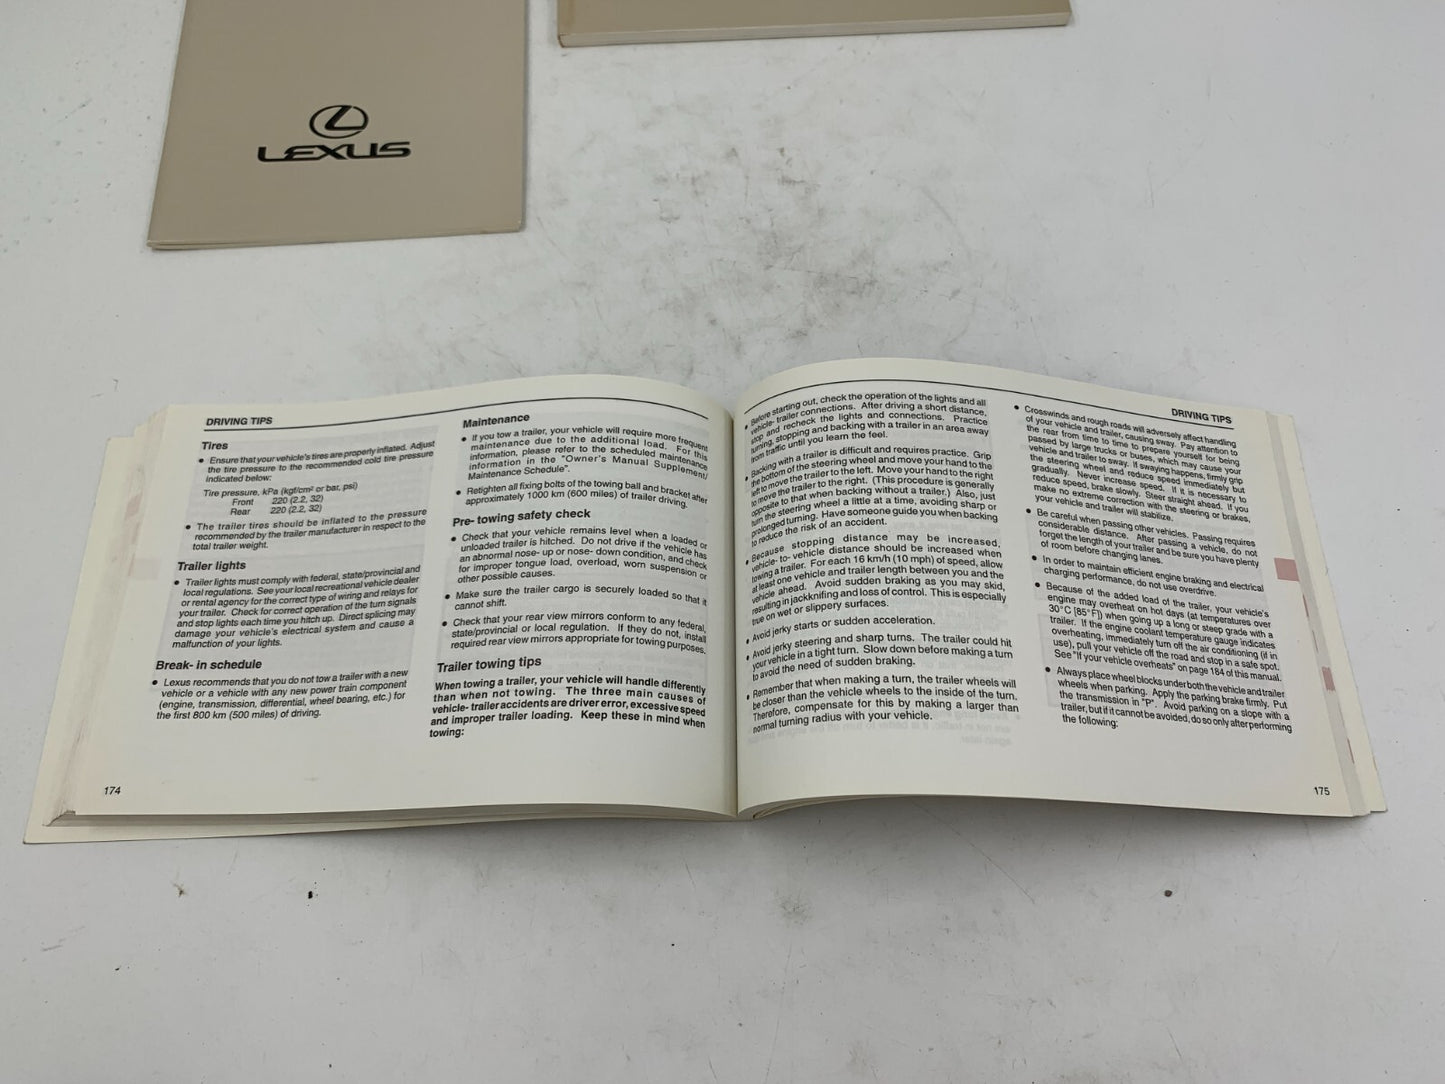 LEXUS
DRIVING TIPS
Tires
● Ensure that your vehicle's tires are properly inflated. Adjust
the tire pressure to the recommended cold tire pressure
indicated below:
Tire pressure, kPa (kgf/cm² or bar, psi)
Front 220 (2.2, 32)
Rear 220 (2.2, 32)
● The trailer tires should be inflated to the pressure
recommended by the trailer manufacturer in respect to the
total trailer weight.
Trailer lights
● Trailer lights must comply with federal, state/provincial and
local regulations. See your local recreational vehicle dealer
or rental agency for the correct type of wiring and relays for
your trailer. Check for correct operation of the turn signals
and stop lights each time you hitch up. Direct splicing may
damage your vehicle's electrical system and cause a
malfunction of your lights.
Break- in schedule
● Lexus recommends that you do not tow a trailer with a new
vehicle or a vehicle with any new power train component
(engine, transmission, differential, wheel bearing, etc.) for
the first 800 km (500 miles) of driving.
Maintenance
● If you tow a trailer, your vehicle will require more frequent
maintenance due to the additional load. For this
information, please refer to the scheduled maintenance
information in the "Owner's Manual Supplement/
Maintenance Schedule".
● Retighten all fixing bolts of the towing ball and bracket after
approximately 1000 km (600 miles) of trailer driving.
Pre- towing safety check
● Check that your vehicle remains level when a loaded or
unloaded trailer is hitched. Do not drive if the vehicle has
an abnormal nose- up or nose- down condition, and check
for improper tongue load, overload, worn suspension or
other possible causes.
● Make sure the trailer cargo is securely loaded so that it
cannot shift.
● Check that your rear view mirrors conform to any federal,
state/provincial or local regulation. If they do not, install
required rear view mirrors appropriate for towing purposes.
Trailer towing tips
When towing a trailer, your vehicle will handle differently
than when not towing. The three main causes of
vehicle- trailer accidents are driver error, excessive speed
and improper trailer loading. Keep these in mind when
towing:
174
DRIVING TIPS
● Before starting out, check the operation of the lights and all
vehicle- trailer connections. After driving a short distance,
stop and recheck the lights and connections. Practice
turning, stopping and backing with a trailer in an area away
from traffic until you learn the feel.
● Backing with a trailer is difficult and requires practice. Grip
the bottom of the steering wheel and move your hand to the
left to move the trailer to the left. Move your hand to the right
to move the trailer to the right. (This procedure is generally
opposite to that when backing without a trailer.) Also, just
turn the steering wheel a little at a time, avoiding sharp or
prolonged turning. Have someone guide you when backing
to reduce the risk of an accident.
● Because stopping distance may be increased,
vehicle- to- vehicle distance should be increased when
towing a trailer. For each 16 km/h (10 mph) of speed, allow
at least one vehicle and trailer length between you and the
vehicle ahead. Avoid sudden braking as you may skid,
resulting in jackknifing and loss of control. This is especially
true on wet or slippery surfaces.
● Avoid jerky starts or sudden acceleration.
● Avoid jerky steering and sharp turns. The trailer could hit
your vehicle in a tight turn. Slow down before making a turn
to avoid the need of sudden braking.
● Remember that when making a turn, the trailer wheels will
be closer than the vehicle wheels to the inside of the turn.
Therefore, compensate for this by making a larger than
normal turning radius with your vehicle.
● Crosswinds and rough roads will adversely affect handling
of your vehicle and trailer, causing sway. Pay attention to
the rear from time to time to prepare yourself for being
passed by large trucks or buses, which may cause your
vehicle and trailer to sway. If swaying happens, firmly grip
the steering wheel and reduce speed immediately but
gradually. Never increase speed. If it is necessary to
reduce speed, brake slowly. Steer straight ahead. If you
make no extreme correction with the steering or brakes,
your vehicle and trailer will stabilize.
● Be careful when passing other vehicles. Passing requires
considerable distance. After passing a vehicle, do not
forget the length of your trailer and be sure you have plenty
of room before changing lanes.
● In order to maintain efficient engine braking and electrical
charging performance, do not use overdrive.
● Because of the added load of the trailer, your vehicle's
engine may overheat on hot days (at temperatures over
30°C [85°F]) when going up a long or steep grade with a
trailer. If the engine coolant temperature gauge indicates
overheating, immediately turn off the air conditioning (if in
use), pull your vehicle off the road and stop in a safe spot.
See "If your vehicle overheats" on page 184 of this manual.
● Always place wheel blocks under both the vehicle and trailer
wheels when parking. Apply the parking brake firmly. Put
the transmission in "P". Avoid parking on a slope with a
trailer, but if it cannot be avoided, do so only after performing
the following:
175